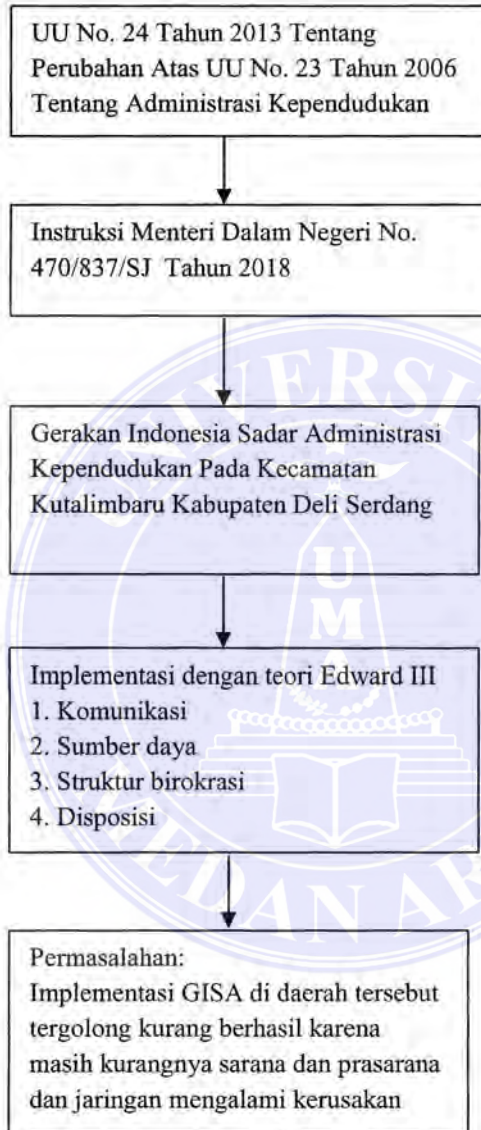 UU No. 24 Tahun 2013 Tentang
Perubahan Atas UU No. 23 Tahun 2006
Tentang Administrasi Kependudukan
Instruksi Menteri Dalam Negeri No.
470/837/SJ Tahun 2018
Gerakan Indonesia Sadar Administrasi
Kependudukan Pada Kecamatan
Kutalimbaru Kabupaten Deli Serdang
Implementasi dengan teori Edward III
1. Komunikasi
2. Sumber daya
3. Struktur birokrasi
4. Disposisi
Permasalahan:
Implementasi GISA di daerah tersebut
tergolong kurang berhasil karena
masih kurangnya sarana dan prasarana
dan jaringan mengalami kerusakan
UMA